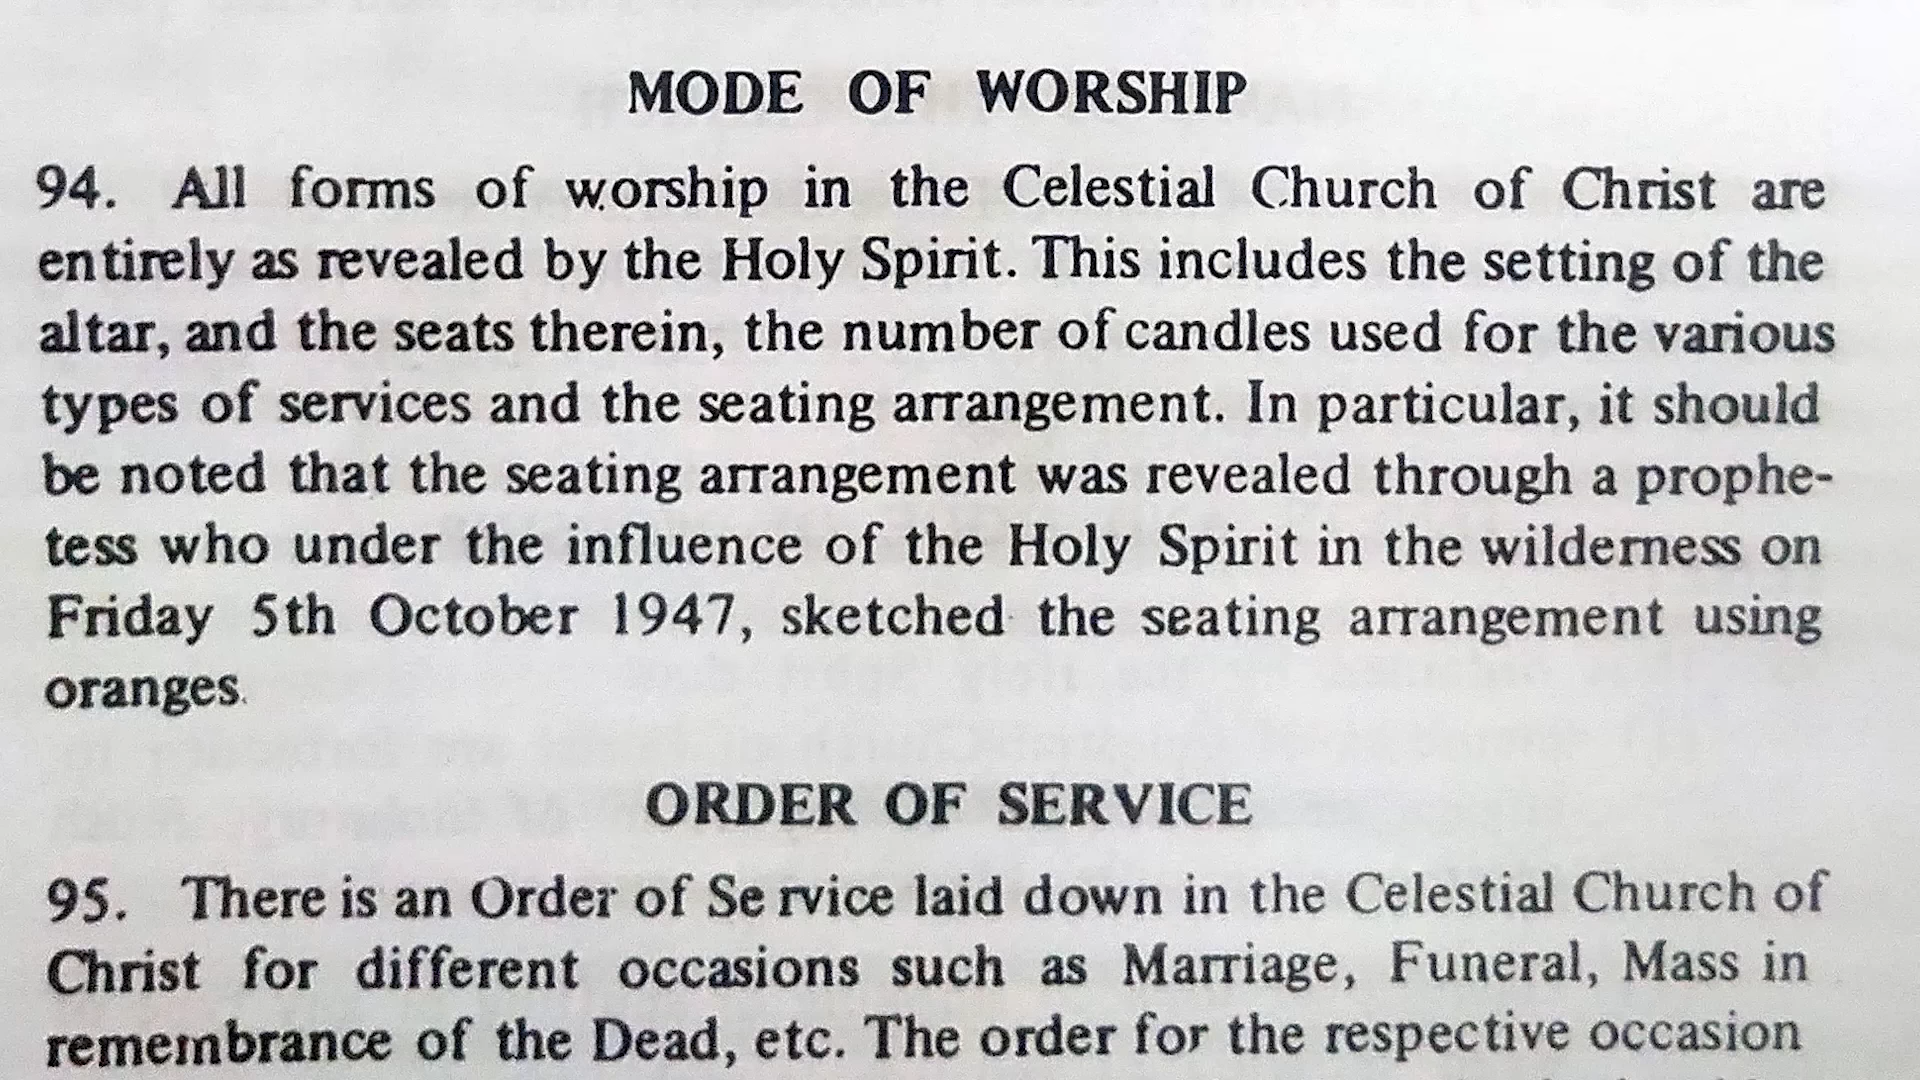 MODE OF WORSHIP
94. All forms of worship in the Celestial Church of Christ are
entirely as revealed by the Holy Spirit. This includes the setting of the
altar, and the seats therein, the number of candles used for the various
types of services and the seating arrangement. In particular, it should
be noted that the seating arrangement was revealed through a prophe-
tess who under the influence of the Holy Spirit in the wilderness on
Friday 5th October 1947, sketched the seating arrangement using
oranges.
ORDER OF SERVICE
95. There is an Order of Se rvice laid down in the Celestial Church of
Christ for different occasions such as Marriage, Funeral, Mass in
remembrance of the Dead, etc. The order for the respective occasion